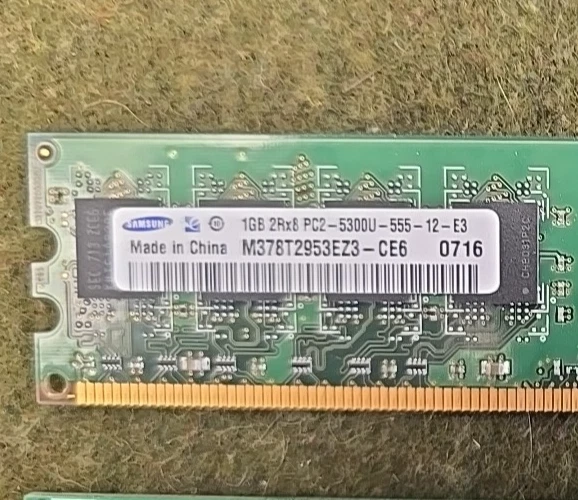 SAMSUNG 1GB 2Rx8 PC2-5300U-555-12-E3
Made in China M378T2953EZ3-CE6 0716